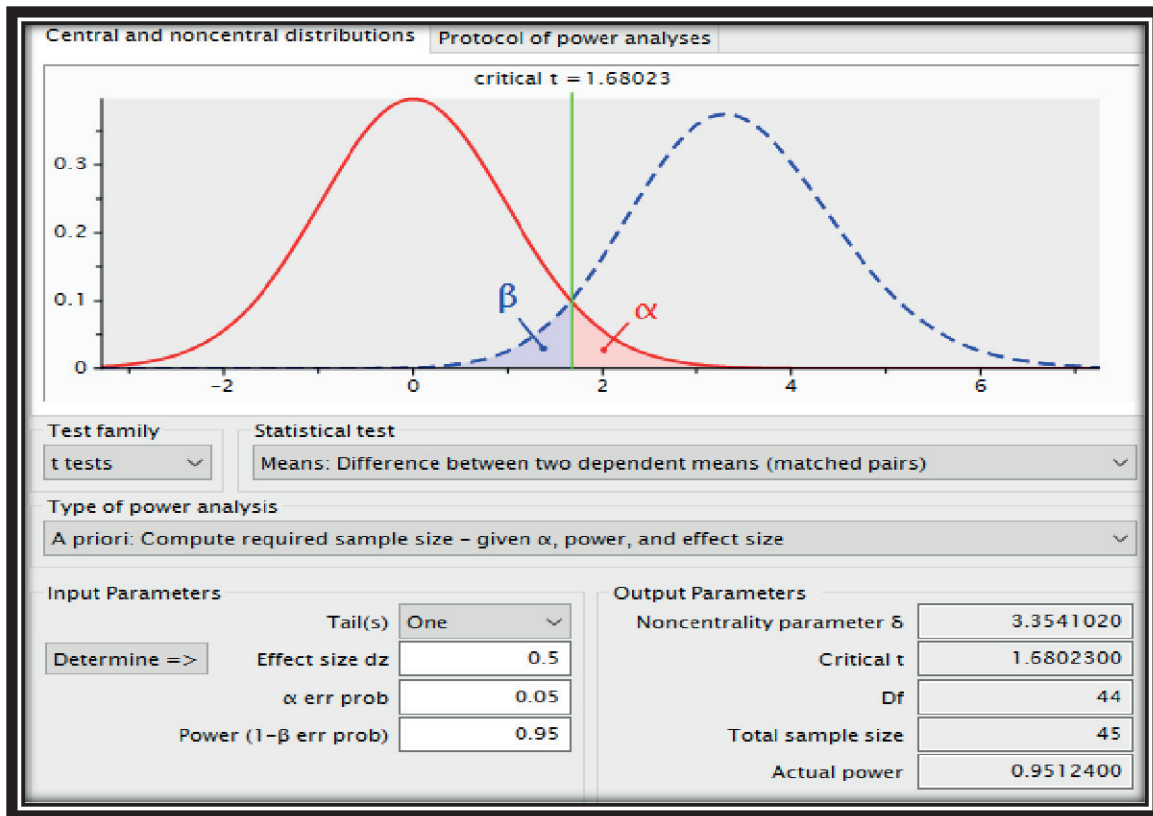 Central and noncentral distributions Protocol of power analyses
critical t = 1.68023
0.3
0.2
β α
0.1
0
-2 0 2 4 6
Test family Statistical test
t tests Means: Difference between two dependent means (matched pairs)
Type of power analysis
A priori: Compute required sample size – given α, power, and effect size
Input Parameters Output Parameters
Tail(s) One Noncentrality parameter δ 3.3541020
Determine => Effect size dz 0.5 Critical t 1.6802300
α err prob 0.05 Df 44
Power (1-β err prob) 0.95 Total sample size 45
Actual power 0.9512400